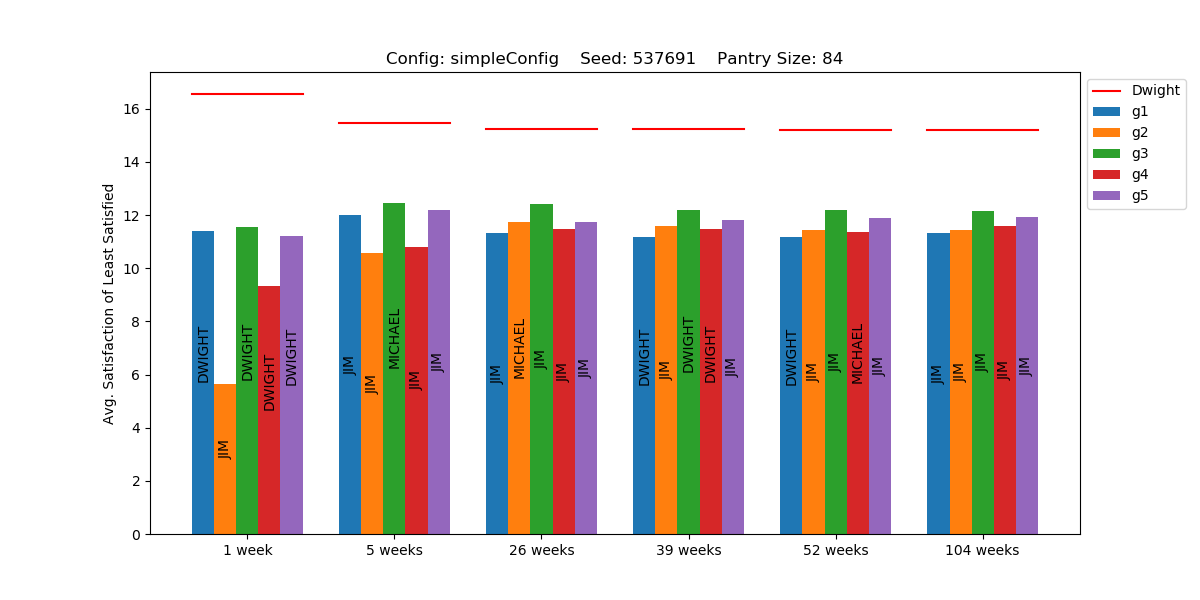 Config: simpleConfig    Seed: 537691    Pantry Size: 84
Avg. Satisfaction of Least Satisfied
16
14
12
10
8
6
4
2
0
DWIGHT
JIM
DWIGHT
DWIGHT
DWIGHT
JIM
JIM
MICHAEL
JIM
JIM
JIM
MICHAEL
JIM
JIM
JIM
DWIGHT
JIM
DWIGHT
DWIGHT
JIM
DWIGHT
JIM
JIM
MICHAEL
JIM
JIM
JIM
JIM
JIM
JIM
1 week
5 weeks
26 weeks
39 weeks
52 weeks
104 weeks
Dwight
g1
g2
g3
g4
g5